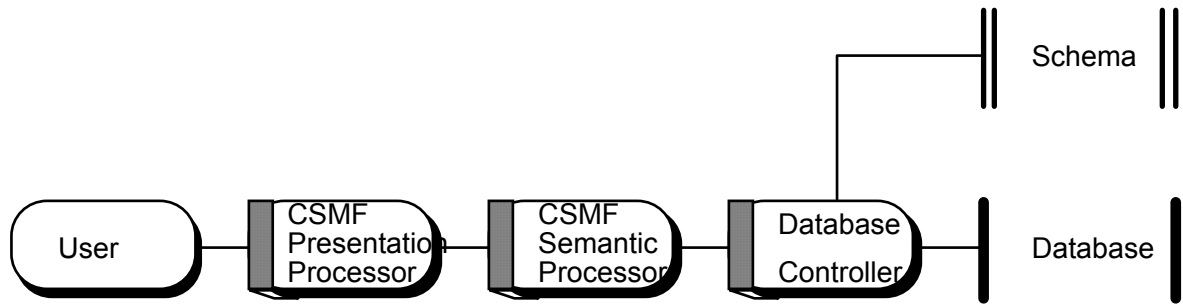 Schema
User
CSMF
Presentation
Processor
CSMF
Semantic
Processor
Database
Controller
Database